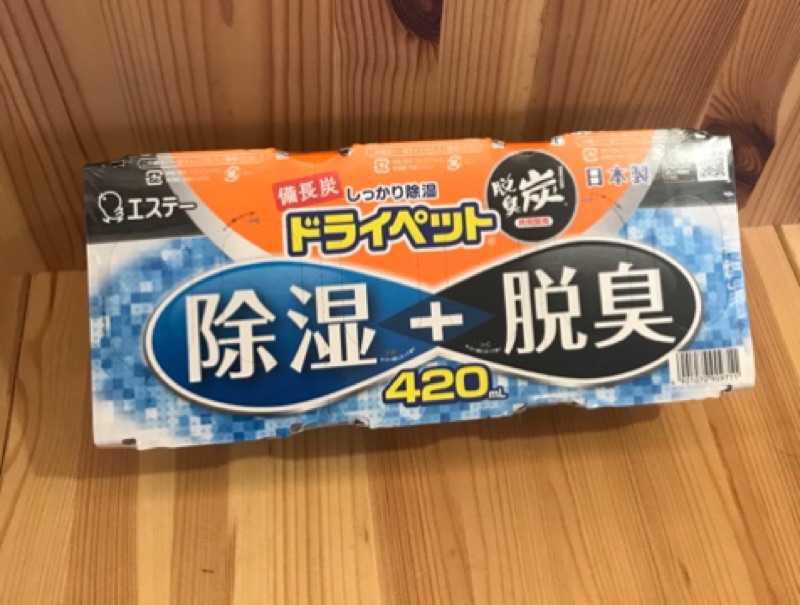 エステー
備長炭
しっかり除湿
ドライペット®
脱臭炭
日本製
除湿+脱臭
420mL